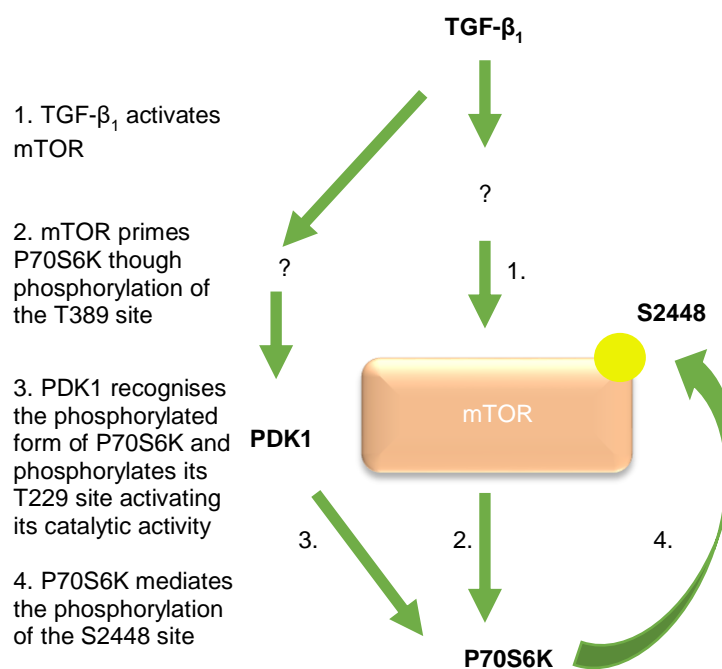 TGF-β₁
1. TGF-β₁ activates
mTOR
?
2. mTOR primes
P70S6K though
phosphorylation of
the T389 site
?
1.
S2448
mTOR
3. PDK1 recognises
the phosphorylated
form of P70S6K and
phosphorylates its
T229 site activating
its catalytic activity
PDK1
3.
2.
4.
4. P70S6K mediates
the phosphorylation
of the S2448 site
P70S6K